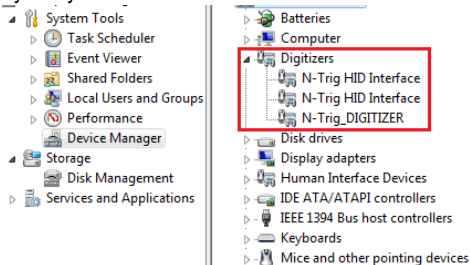 System Tools
Task Scheduler
Event Viewer
Shared Folders
Local Users and Groups
Performance
Device Manager
Storage
Disk Management
Services and Applications
Batteries
Computer
Digitizers
N-Trig HID Interface
N-Trig HID Interface
N-Trig_DIGITIZER
Disk drives
Display adapters
Human Interface Devices
IDE ATA/ATAPI controllers
IEEE 1394 Bus host controllers
Keyboards
Mice and other pointing devices